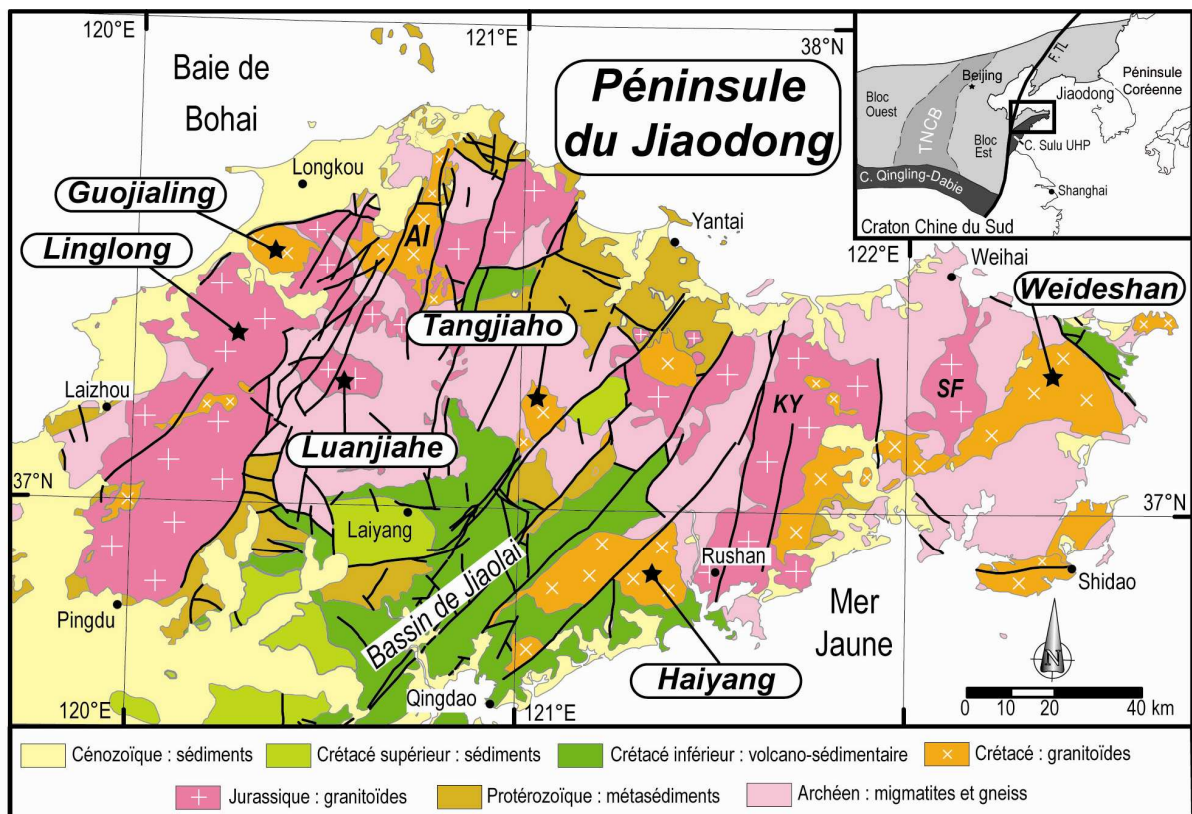 120°E
121°E
38°N
Baie de
Bohai
Péninsule
du Jiaodong
Beijing
F. TL
Péninsule
Coréenne
Bloc
Ouest
TNCB
Jiaodong
Bloc
Est
C. Sulu UHP
C. Qingling-Dabie
Shanghai
Craton Chine du Sud
Longkou
Guojialing
Yantai
Linglong
AI
122°E
Weihai
Weideshan
Tangjiaho
Laizhou
KY
SF
Luanjiahe
37°N
37°N
Laiyang
Bassin de Jiaolai
Rushan
Shidao
Pingdu
Mer
Jaune
N
Haiyang
Qingdao
120°E
121°E
0
10
20
40 km
Cénozoïque : sédiments
Crétacé supérieur : sédiments
Crétacé inférieur : volcano-sédimentaire
Crétacé : granitoïdes
Jurassique : granitoïdes
Protérozoïque : métasédiments
Archéen : migmatites et gneiss